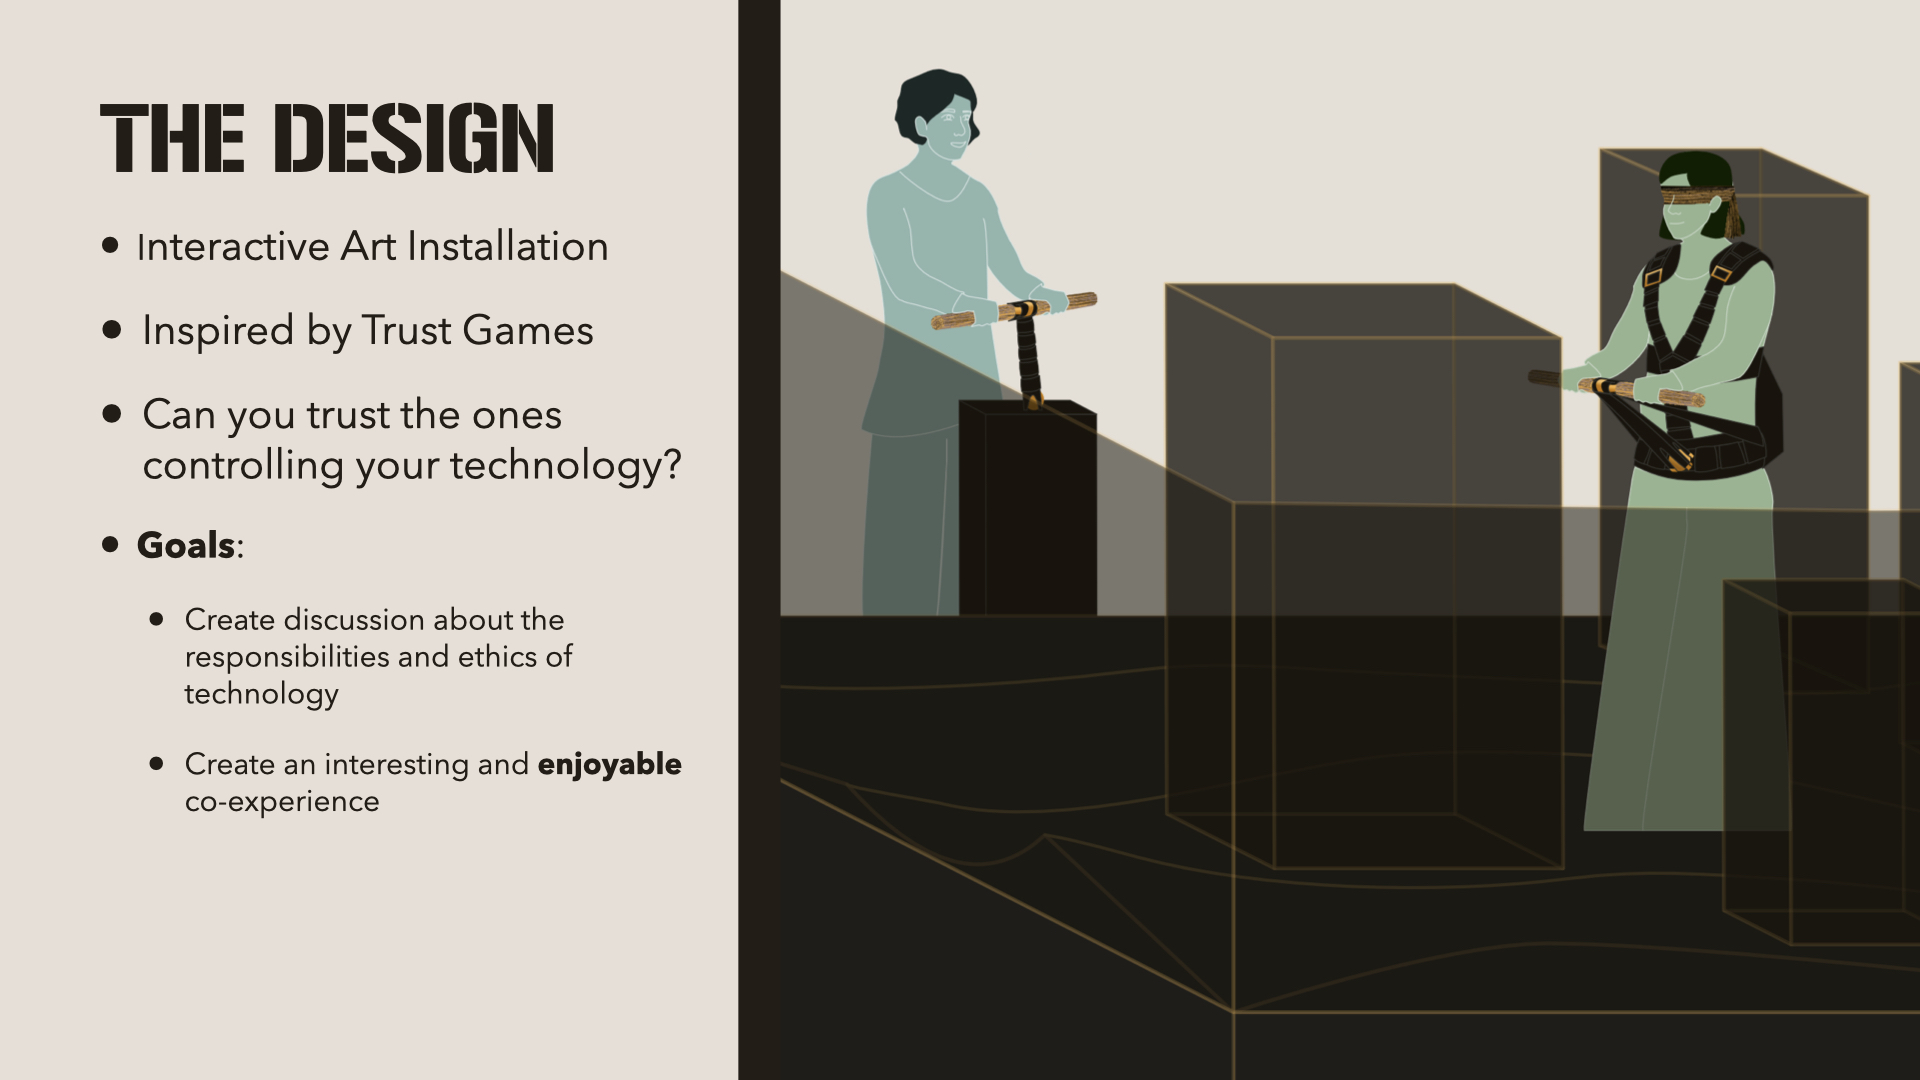 THE DESIGN
• Interactive Art Installation
• Inspired by Trust Games
• Can you trust the ones
controlling your technology?
• Goals:
• Create discussion about the
responsibilities and ethics of
technology
• Create an interesting and enjoyable
co-experience